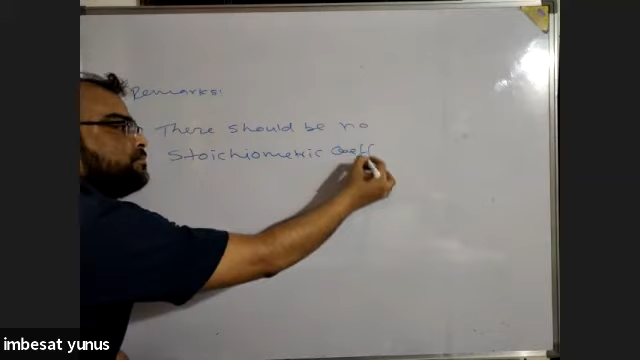 Remarks:
There should be no
Stoichiometric Coeff
imbesat yunus